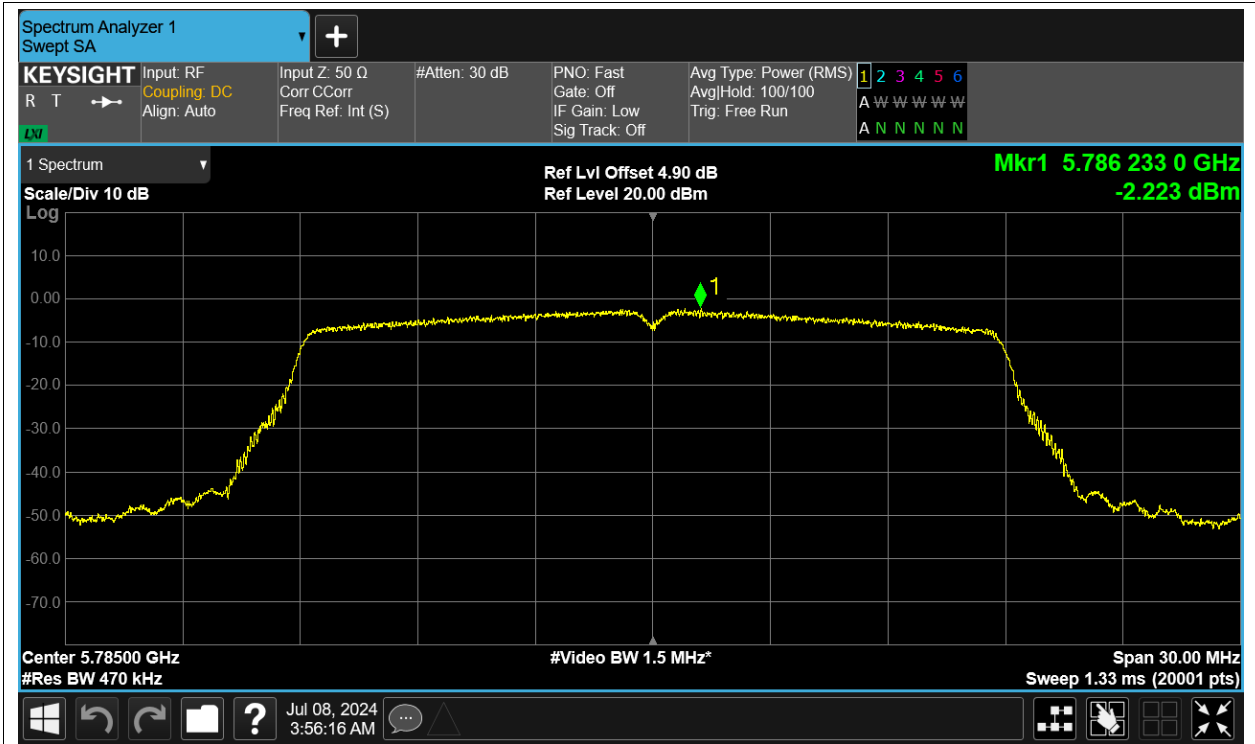 Spectrum Analyzer 1
Swept SA
+
KEYSIGHT Input: RF Input Z: 50 Ω #Atten: 30 dB PNO: Fast Avg Type: Power (RMS) 1 2 3 4 5 6
R T Coupling: DC Corr CCorr Gate: Off Avg|Hold: 100/100 A W W W W W
Align: Auto Freq Ref: Int (S) IF Gain: Low Trig: Free Run
LXI Sig Track: Off A N N N N N
1 Spectrum Ref Lvl Offset 4.90 dB Mkr1 5.786 233 0 GHz
Scale/Div 10 dB Ref Level 20.00 dBm -2.223 dBm
Log
10.0
1
0.00
-10.0
-20.0
-30.0
-40.0
-50.0
-60.0
-70.0
Center 5.78500 GHz #Video BW 1.5 MHz* Span 30.00 MHz
#Res BW 470 kHz Sweep 1.33 ms (20001 pts)
? Jul 08, 2024
3:56:16 AM